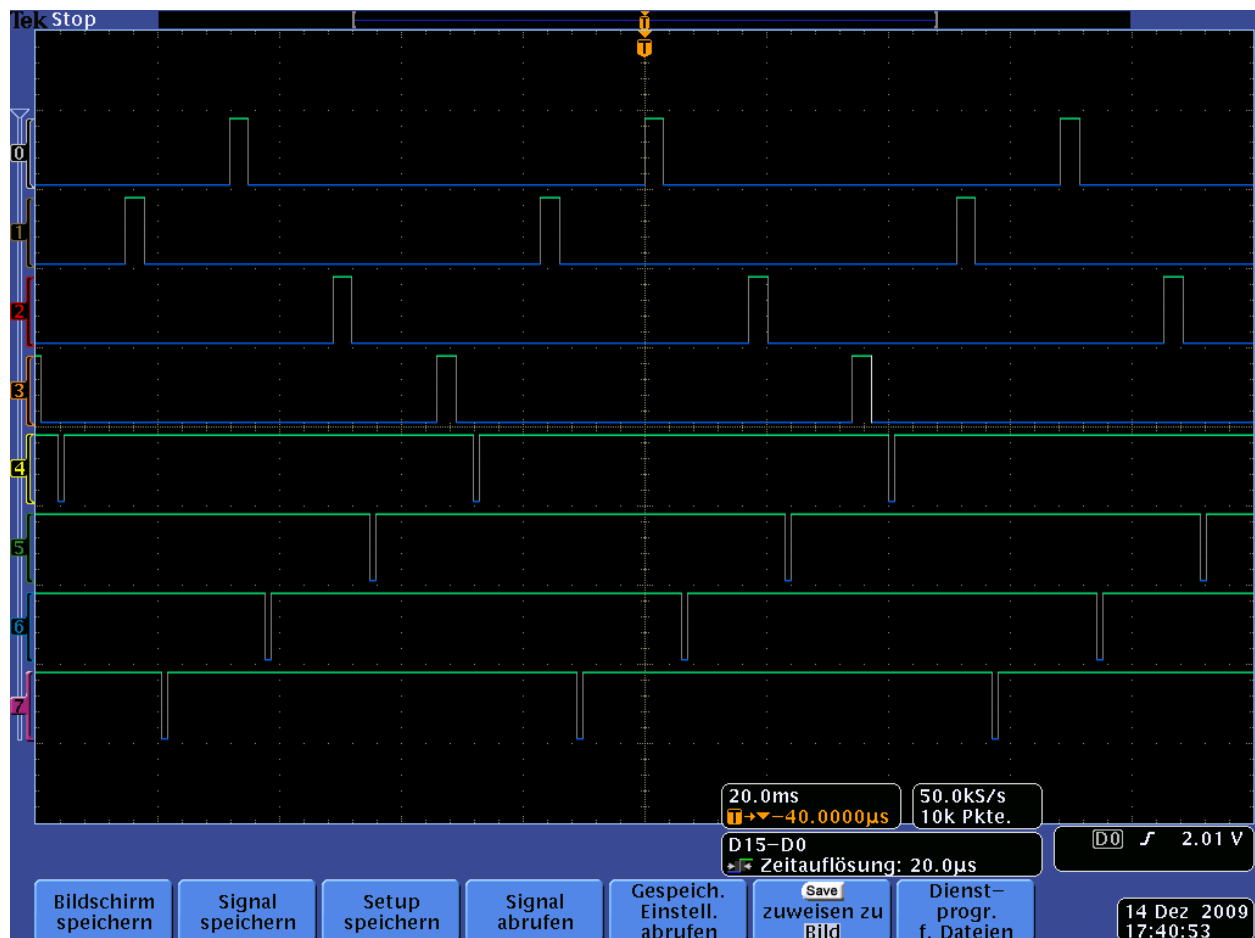 Tek Stop
T
T
0
1
2
3
4
5
6
7
20.0ms
T→▼−40.0000µs
50.0kS/s
10k Pkte.
D15−D0
Zeitauflösung: 20.0µs
D0 2.01 V
Bildschirm
speichern
Signal
speichern
Setup
speichern
Signal
abrufen
Gespeich.
Einstell.
abrufen
Save
zuweisen zu
Bild
Dienst−
progr.
f. Dateien
14 Dez 2009
17:40:53